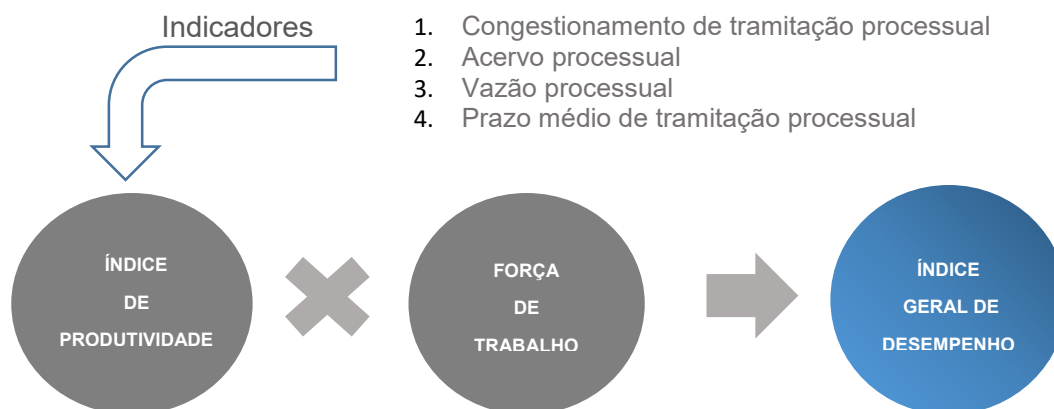 Indicadores
1. Congestionamento de tramitação processual
2. Acervo processual
3. Vazão processual
4. Prazo médio de tramitação processual
ÍNDICE
DE
PRODUTIVIDADE
FORÇA
DE
TRABALHO
ÍNDICE
GERAL DE
DESEMPENHO